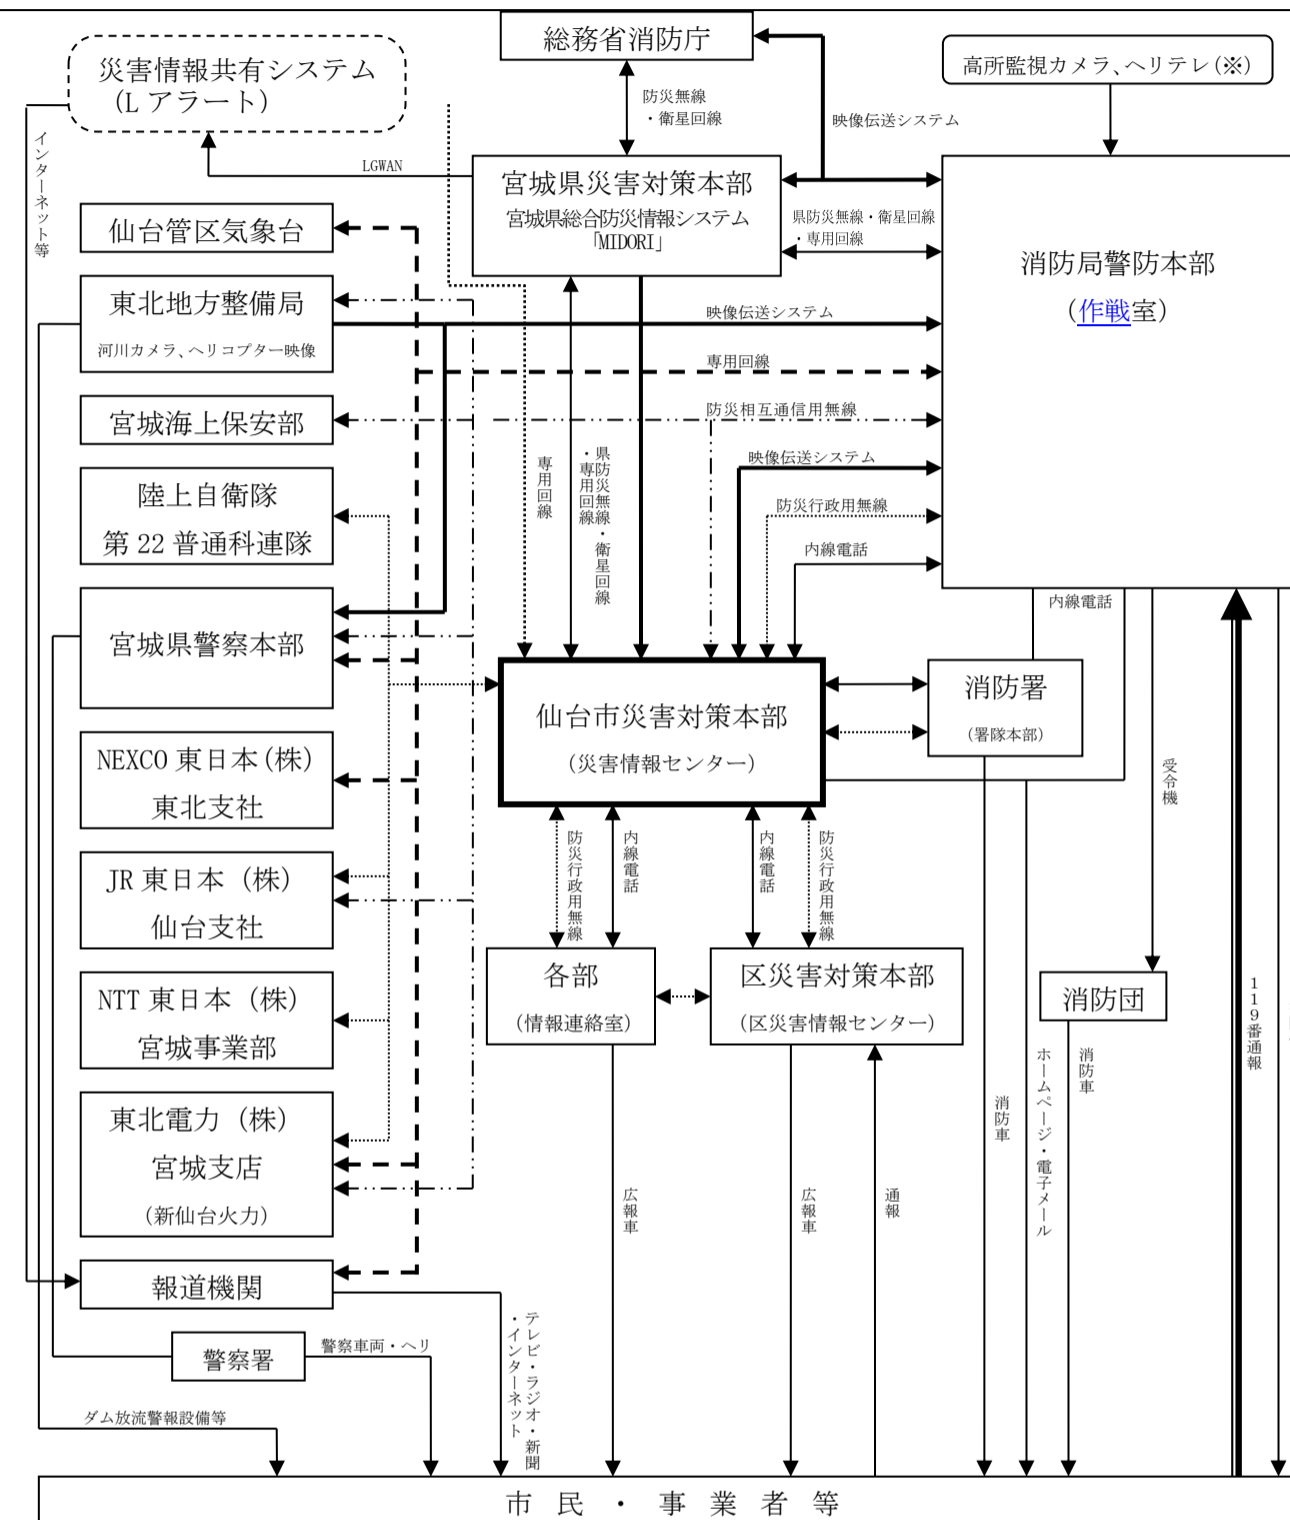 総務省消防庁
災害情報共有システム
(Lアラート)
高所監視カメラ、ヘリテレ(※)
防災無線
・衛星回線
映像伝送システム
インターネット等
LGWAN
宮城県災害対策本部
宮城県総合防災情報システム
「MIDORI」
県防災無線・衛星回線
・専用回線
消防局警防本部
(作戦室)
仙台管区気象台
東北地方整備局
河川カメラ、ヘリコプター映像
映像伝送システム
専用回線
宮城海上保安部
防災相互通信用無線
専用回線
県防災無線・衛星回線
・専用回線
映像伝送システム
陸上自衛隊
第22普通科連隊
防災行政用無線
内線電話
宮城県警察本部
内線電話
仙台市災害対策本部
(災害情報センター)
消防署
(署隊本部)
NEXCO東日本(株)
東北支社
受令機
防災行政用無線
内線電話
内線電話
防災行政用無線
JR東日本(株)
仙台支社
各部
(情報連絡室)
区災害対策本部
(区災害情報センター)
消防団
NTT東日本(株)
宮城事業部
119番通報
消防車
ホームページ・電子メール
消防車
東北電力(株)
宮城支店
(新仙台火力)
広報車
広報車
通報
報道機関
テレビ・ラジオ・新聞
・インターネット
警察署
警察車両・ヘリ
ダム放流警報設備等
市民・事業者等